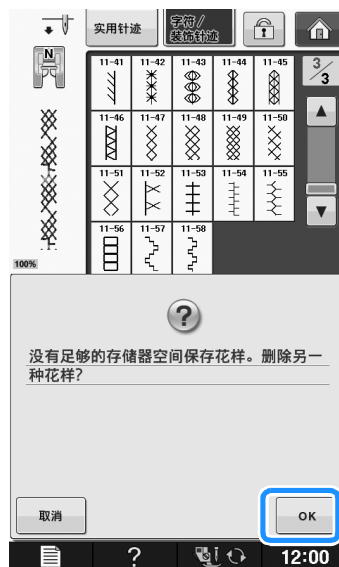 实用针迹
字符/
装饰针迹
N
11-41 11-42 11-43 11-44 11-45
3/3
11-46 11-47 11-48 11-49 11-50
11-51 11-52 11-53 11-54 11-55
11-56 11-57 11-58
100%
?
没有足够的存储器空间保存花样。删除另一
种花样?
取消 OK
? 12:00